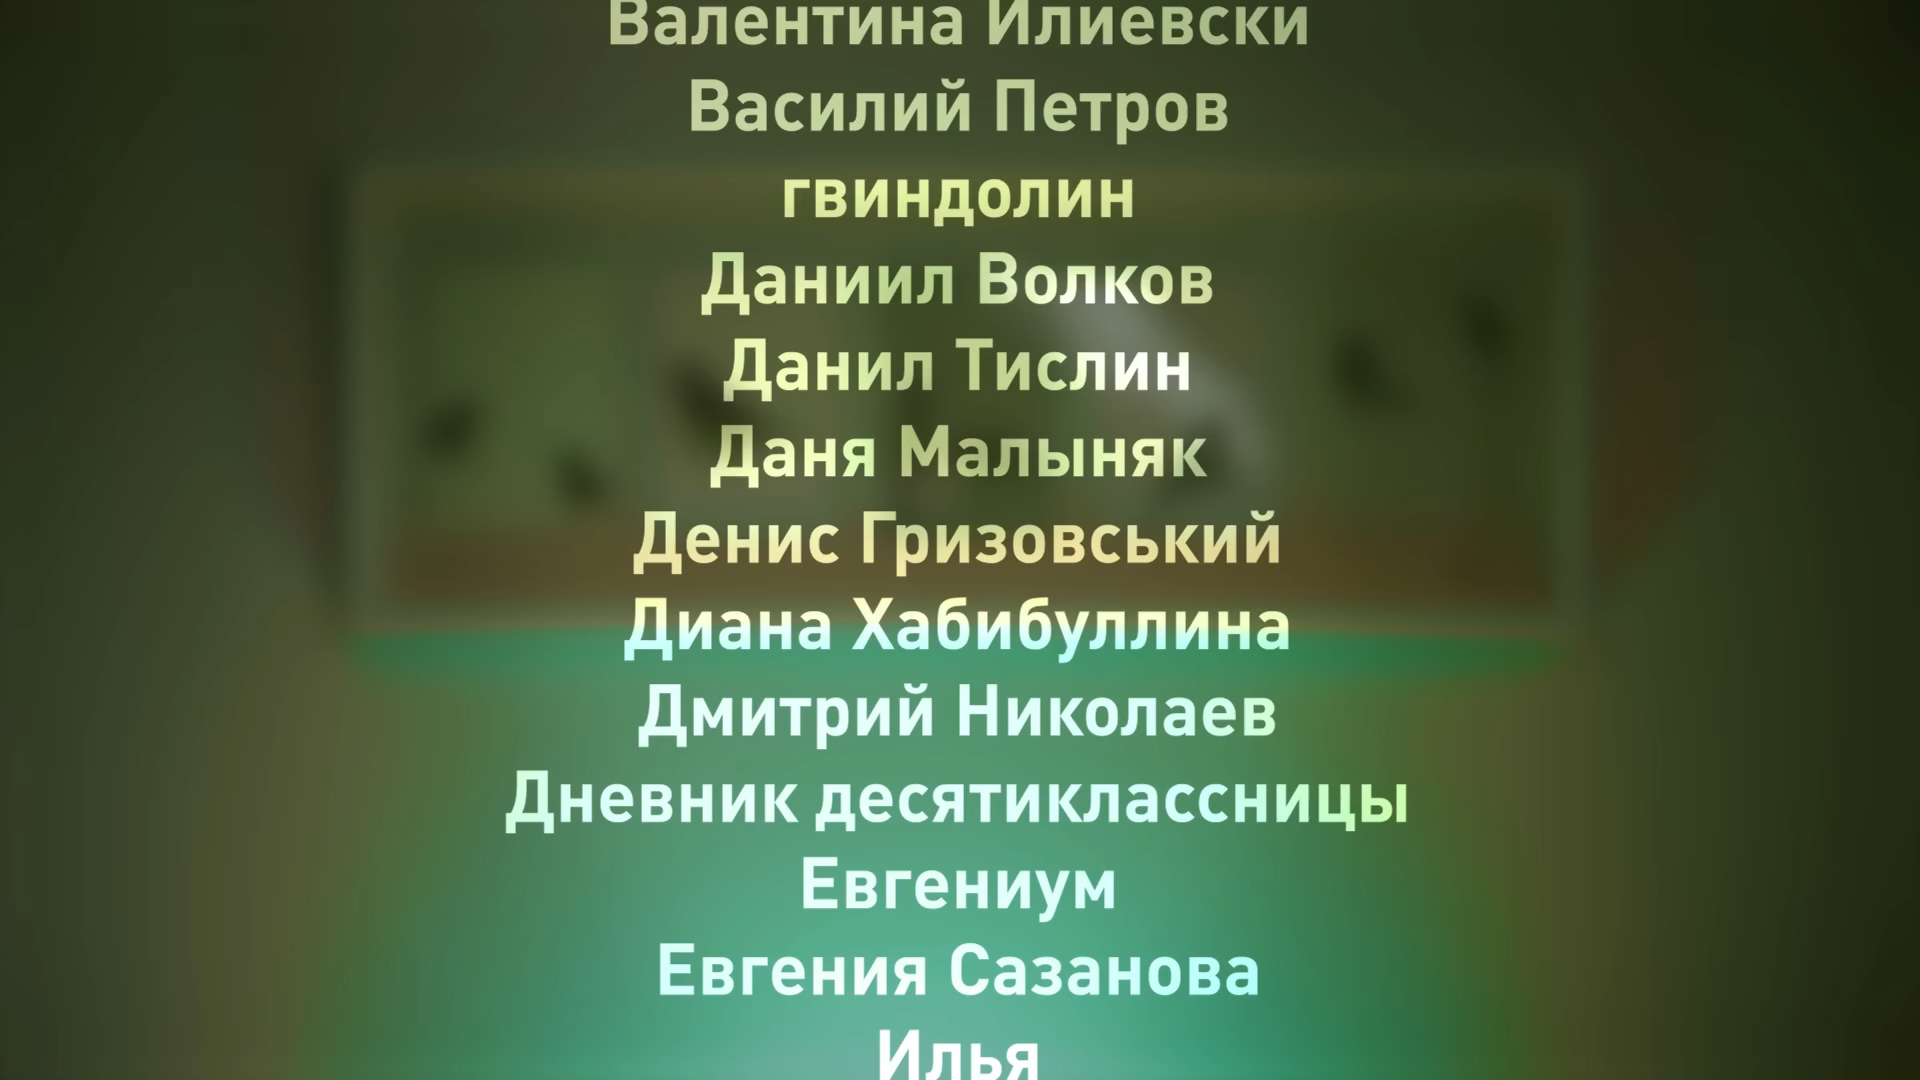 Валентина Илиевски
Василий Петров
гвиндолин
Даниил Волков
Данил Тислин
Даня Малыняк
Денис Гризовський
Диана Хабибуллина
Дмитрий Николаев
Дневник десятиклассницы
Евгениум
Евгения Сазанова
Илья